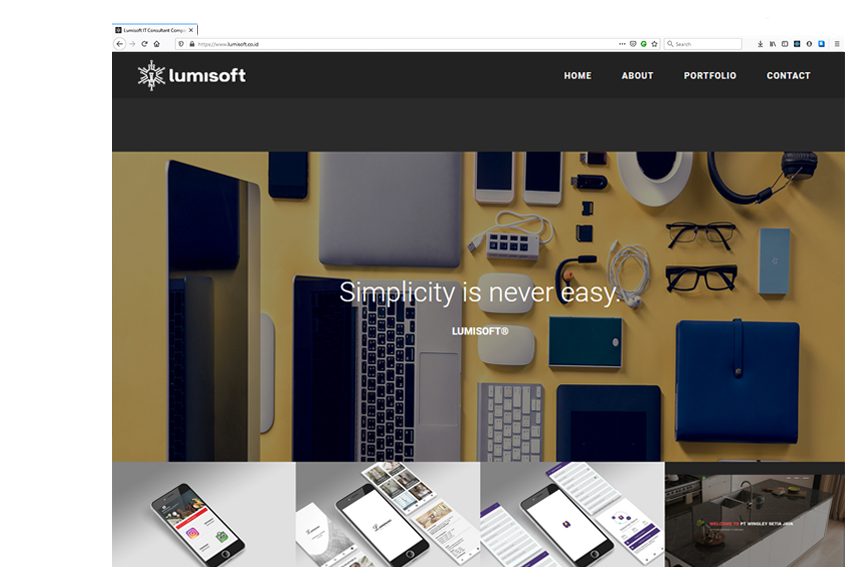 Lumisoft IT Consultant Compa
https://www.lumisoft.co.id
Search
lumisoft
HOME ABOUT PORTFOLIO CONTACT
Simplicity is never easy.
LUMISOFT®
WELCOME TO PT WINGLEY SETIA JAYA